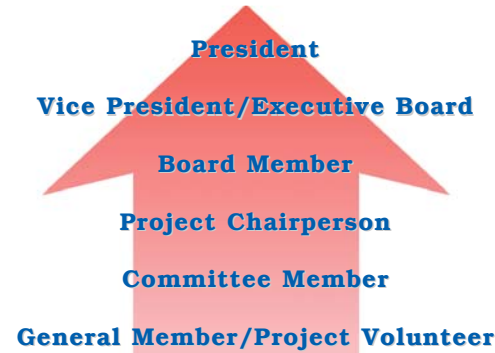 President
Vice President/Executive Board
Board Member
Project Chairperson
Committee Member
General Member/Project Volunteer